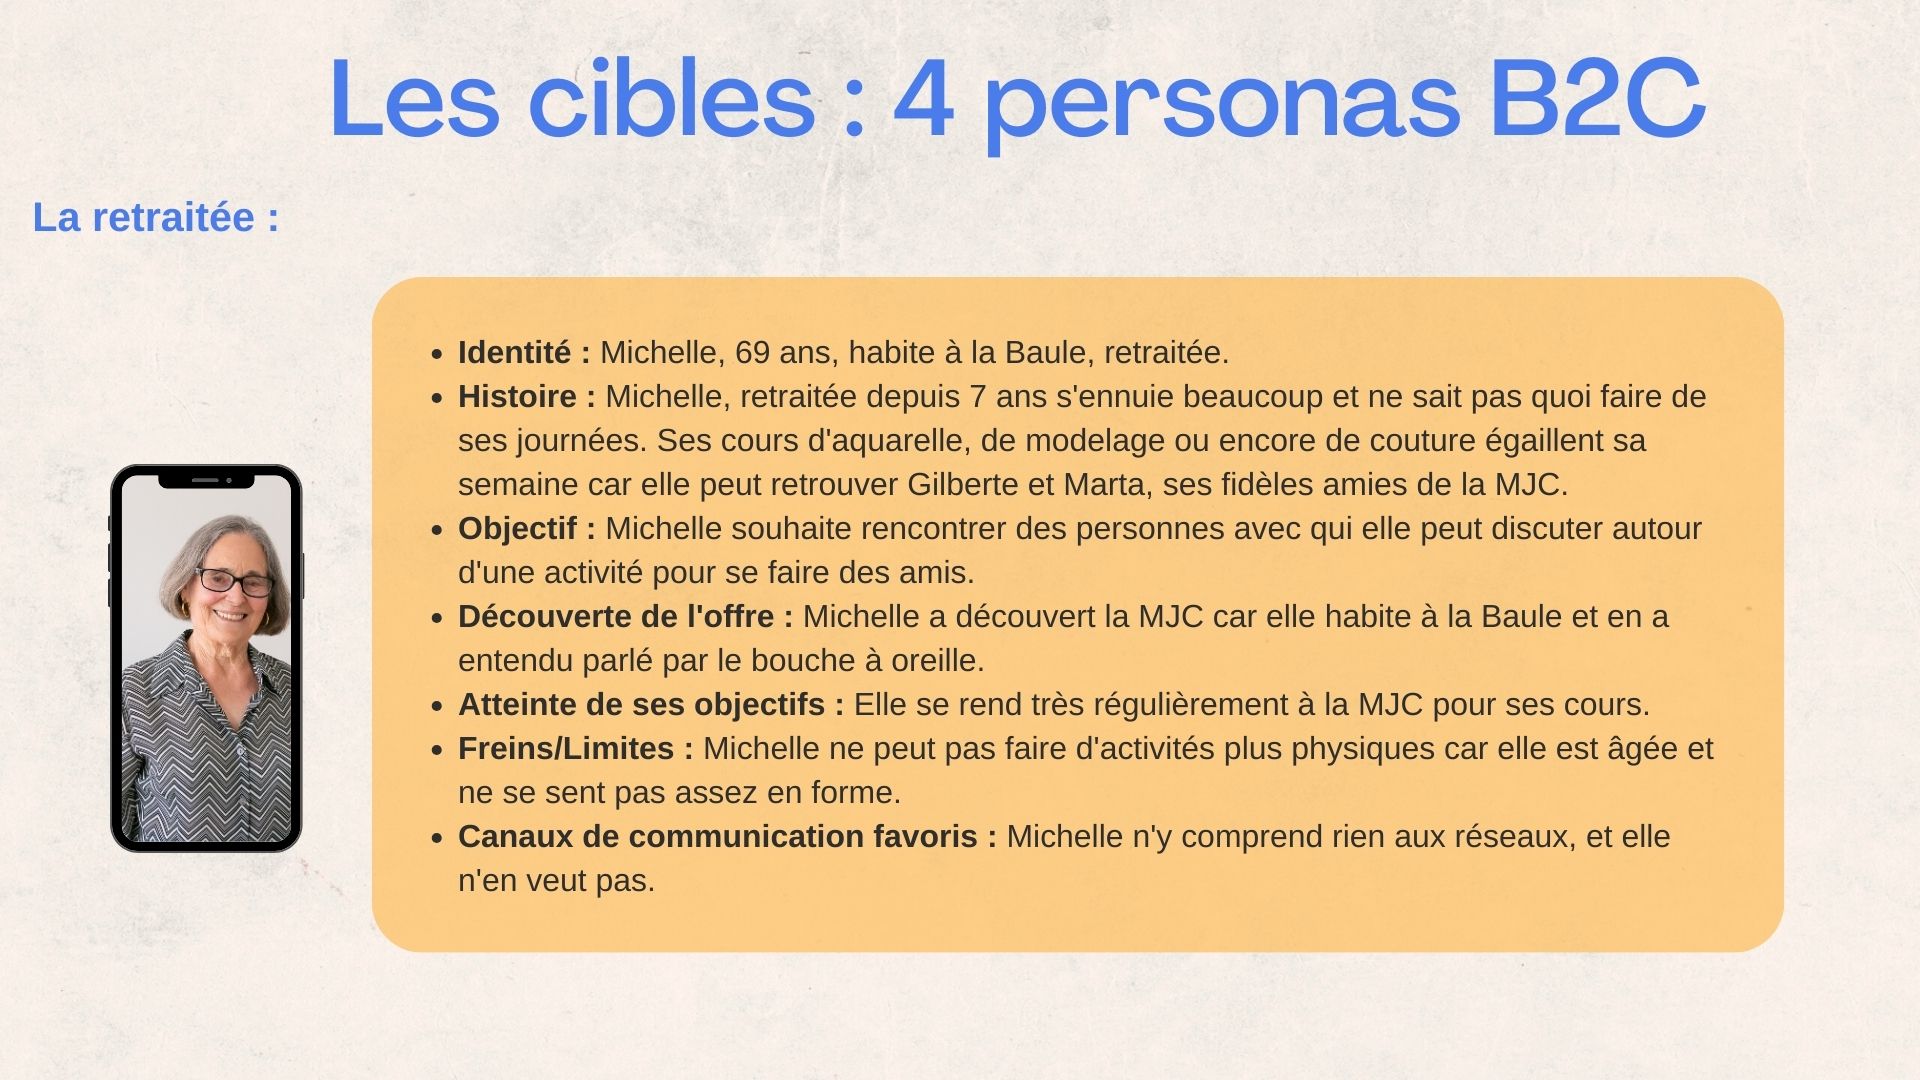 Les cibles : 4 personas B2C
La retraitée :
• Identité : Michelle, 69 ans, habite à la Baule, retraitée.
• Histoire : Michelle, retraitée depuis 7 ans s'ennuie beaucoup et ne sait pas quoi faire de
ses journées. Ses cours d'aquarelle, de modelage ou encore de couture égaillent sa
semaine car elle peut retrouver Gilberte et Marta, ses fidèles amies de la MJC.
• Objectif : Michelle souhaite rencontrer des personnes avec qui elle peut discuter autour
d'une activité pour se faire des amis.
• Découverte de l'offre : Michelle a découvert la MJC car elle habite à la Baule et en a
entendu parlé par le bouche à oreille.
• Atteinte de ses objectifs : Elle se rend très régulièrement à la MJC pour ses cours.
• Freins/Limites : Michelle ne peut pas faire d'activités plus physiques car elle est âgée et
ne se sent pas assez en forme.
• Canaux de communication favoris : Michelle n'y comprend rien aux réseaux, et elle
n'en veut pas.